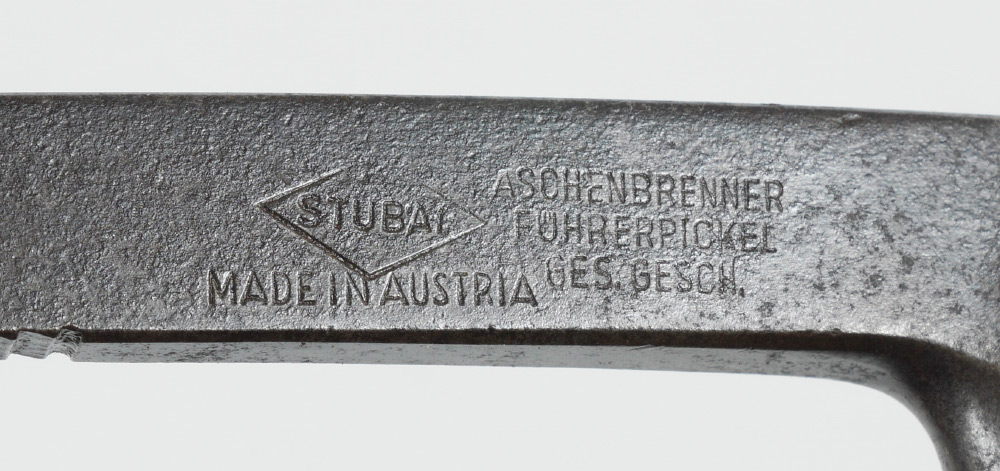 STUBAI
MADE IN AUSTRIA
ASCHENBRENNER
FÜHRERPICKEL
GES. GESCH.